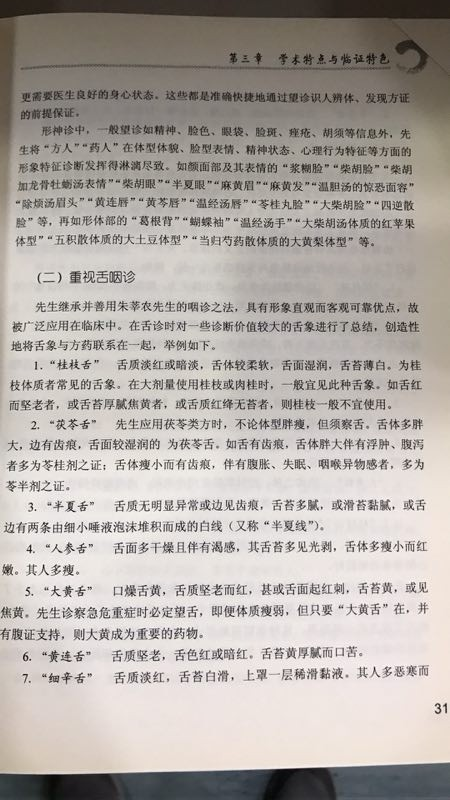 第三章 学术特点与临证特色
更需要医生良好的身心状态。这些都是准确快捷地通过望诊识人辨体、发现方证
的前提保证。
形神诊中，一般望诊如精神、脸色、眼袋、脸斑、痤疮、胡须等信息外，先
生将“方人”“药人”在体型体貌、脸型表情、精神状态、心理行为特征等方面的
形象特征诊断发挥得淋漓尽致。如颜面部及其表情的“浆糊脸”“柴胡脸”“柴胡
加龙骨牡蛎汤表情”“柴胡眼”“半夏眼”“麻黄眉”“麻黄发”“温胆汤的惊恐面容”
“除烦汤眉头”“黄连唇”“黄芩唇”“温经汤唇”“苓桂丸脸”“大柴胡脸”“四逆散
脸”等，再如形体部的“葛根背”“蝴蝶袖”“温经汤手”“大柴胡汤体质的红苹果
体型”“五积散体质的大土豆体型”“当归芍药散体质的大黄梨体型”等。
（二）重视舌咽诊
先生继承并善用朱莘农先生的咽诊之法，具有形象直观而客观可靠优点，故
被广泛应用在临床中。在舌诊时对一些诊断价值较大的舌象进行了总结，创造性
地将舌象与方药联系在一起，举例如下。
1. “桂枝舌” 舌质淡红或暗淡，舌体较柔软，舌面湿润，舌苔薄白。为桂
枝体质者常见的舌象。在大剂量使用桂枝或肉桂时，一般宜见此种舌象。如舌红
而坚老者，或舌苔厚腻焦黄者，或舌质红绛无苔者，则桂枝一般不宜使用。
2. “茯苓舌” 先生应用茯苓类方时，不论体型胖瘦，但须察舌。舌体多胖
大，边有齿痕，舌面较湿润的 为茯苓舌。如舌有齿痕，舌体胖大伴有浮肿、腹泻
者多为苓桂剂之证；舌体瘦小而有齿痕，伴有腹胀、失眠、咽喉异物感者，多为
苓半剂之证。
3. “半夏舌” 舌质无明显异常或边见齿痕，舌苔多腻，或滑苔黏腻，或舌
边有两条由细小唾液泡沫堆积而成的白线（又称“半夏线”）。
4. “人参舌” 舌面多干燥且伴有渴感，其舌苔多见光剥，舌体多瘦小而红
嫩。其人多瘦。
5. “大黄舌” 口燥舌黄，舌质坚老而红，甚或舌面起红刺，舌苔黄，或见
焦黄。先生诊察急危重症时必定望舌，即便体质瘦弱，但只要“大黄舌”在，并
有腹证支持，则大黄成为重要的药物。
6. “黄连舌” 舌质坚老，舌色红或暗红。舌苔黄厚腻而口苦。
7. “细辛舌” 舌质淡红，舌苔白滑，上罩一层稀滑黏液。其人多恶寒而
31